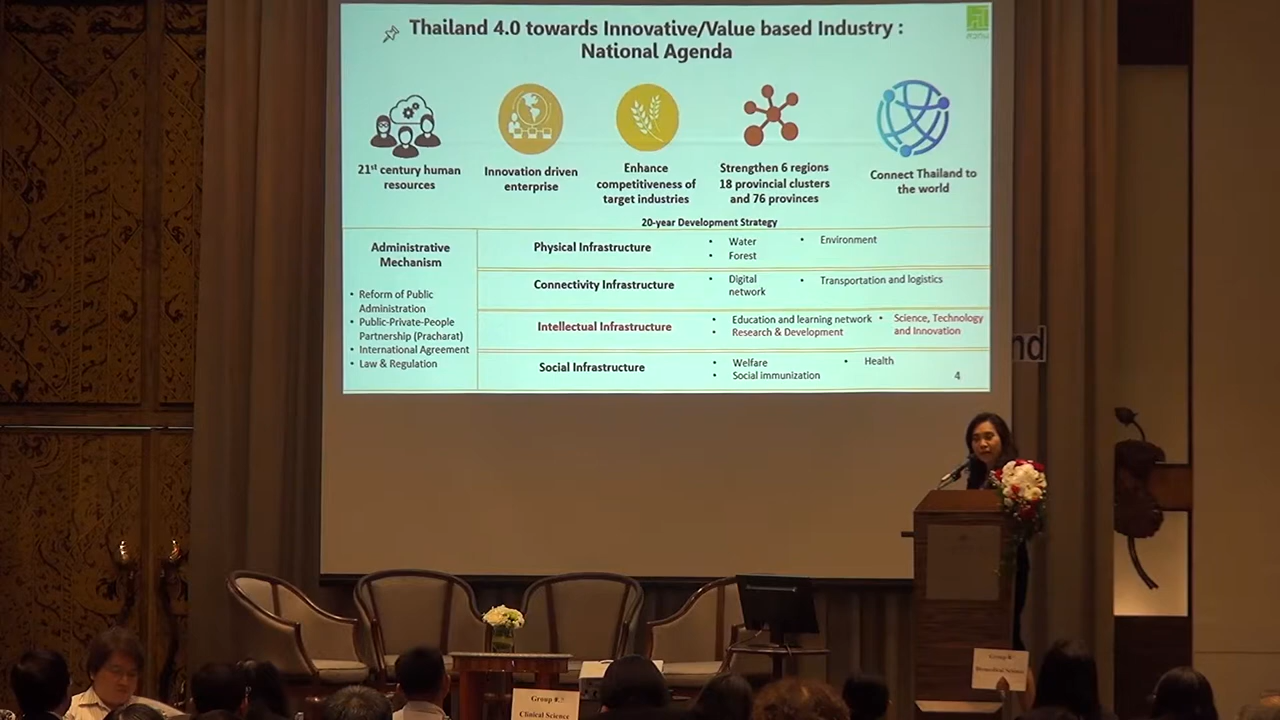 Thailand 4.0 towards Innovative/Value based Industry :
National Agenda
21st century human
resources
Innovation driven
enterprise
Enhance
competitiveness of
target industries
Strengthen 6 regions
18 provincial clusters
and 76 provinces
Connect Thailand to
the world
20-year Development Strategy
Administrative
Mechanism
• Reform of Public
Administration
• Public-Private-People
Partnership (Pracharat)
• International Agreement
• Law & Regulation
Physical Infrastructure
• Water
• Forest
• Environment
Connectivity Infrastructure
• Digital
network
• Transportation and logistics
Intellectual Infrastructure
• Education and learning network
• Research & Development
• Science, Technology
and Innovation
Social Infrastructure
• Welfare
• Social immunization
• Health
4
nd
Group
Biomedical Science
Group #
Clinical Science